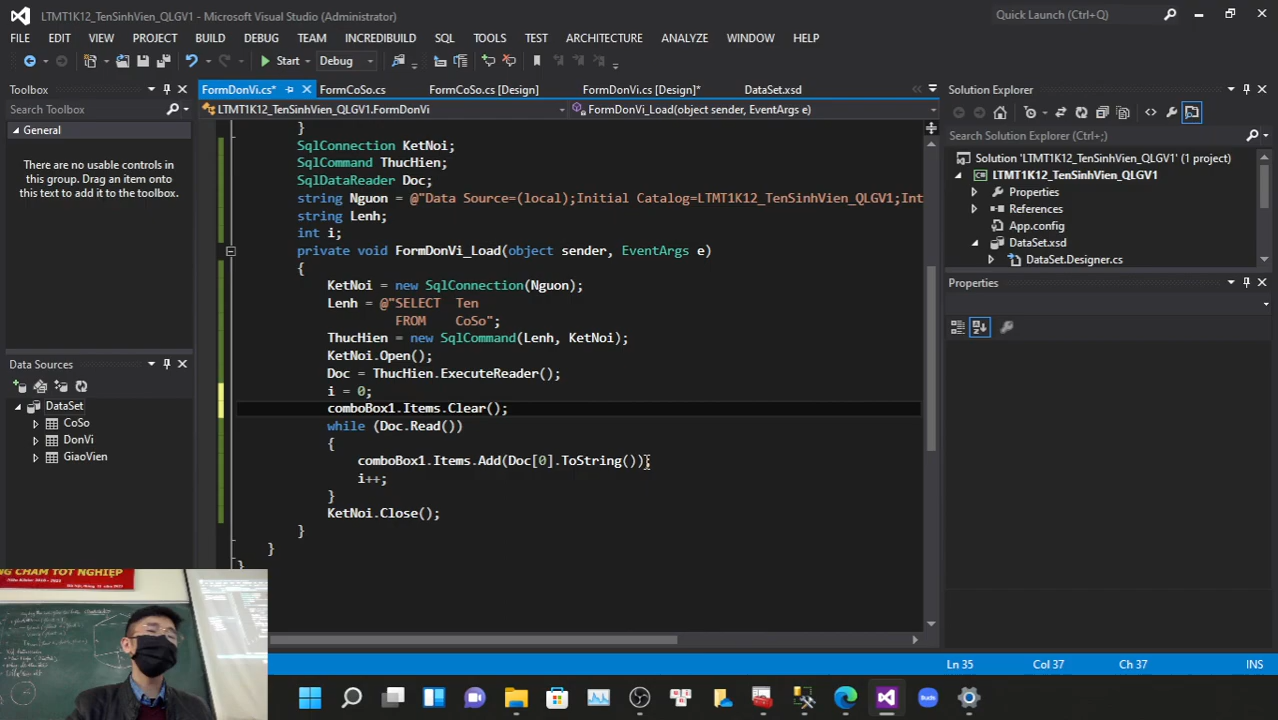 LTMT1K12_TenSinhVien_QLGV1 - Microsoft Visual Studio (Administrator)
Quick Launch (Ctrl+Q)
FILE EDIT VIEW PROJECT BUILD DEBUG TEAM INCREDIBUILD SQL TOOLS TEST ARCHITECTURE ANALYZE WINDOW HELP
Start Debug
Toolbox
FormDonVi.cs* FormCoSo.cs FormCoSo.cs [Design] FormDonVi.cs [Design]* DataSet.xsd
Solution Explorer
Search Toolbox
LTMT1K12_TenSinhVien_QLGV1.FormDonVi
FormDonVi_Load(object sender, EventArgs e)
General
There are no usable controls in
this group. Drag an item onto
this text to add it to the toolbox.
Data Sources
DataSet
CoSo
DonVi
GiaoVien
}
SqlConnection KetNoi;
SqlCommand ThucHien;
SqlDataReader Doc;
string Nguon = @"Data Source=(local);Initial Catalog=LTMT1K12_TenSinhVien_QLGV1;Int
string Lenh;
int i;
private void FormDonVi_Load(object sender, EventArgs e)
{
KetNoi = new SqlConnection(Nguon);
Lenh = @"SELECT Ten
FROM CoSo";
ThucHien = new SqlCommand(Lenh, KetNoi);
KetNoi.Open();
Doc = ThucHien.ExecuteReader();
i = 0;
comboBox1.Items.Clear();
while (Doc.Read())
{
comboBox1.Items.Add(Doc[0].ToString());
i++;
}
KetNoi.Close();
}
}
}
Search Solution Explorer (Ctrl+;)
Solution 'LTMT1K12_TenSinhVien_QLGV1' (1 project)
LTMT1K12_TenSinhVien_QLGV1
Properties
References
App.config
DataSet.xsd
DataSet.Designer.cs
Properties
NG CHẤM TỐT NGHIỆP
Ln 35 Col 37 Ch 37 INS